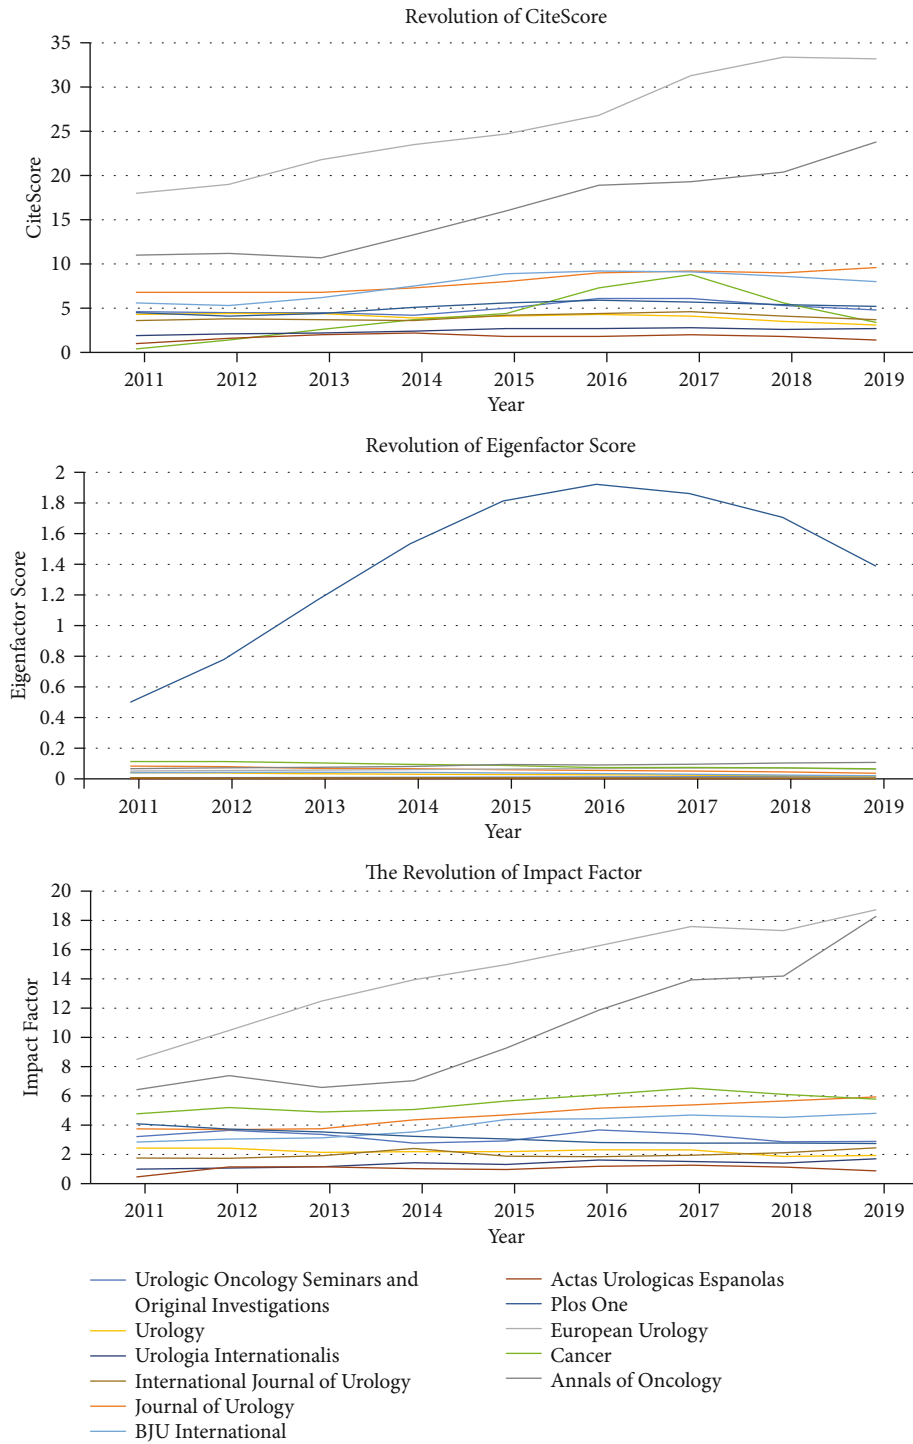 Revolution of CiteScore
35
30
25
20
15
10
5
0
CiteScore
2011 2012 2013 2014 2015 2016 2017 2018 2019
Year
Revolution of Eigenfactor Score
2
1.8
1.6
1.4
1.2
1
0.8
0.6
0.4
0.2
0
Eigenfactor Score
2011 2012 2013 2014 2015 2016 2017 2018 2019
Year
The Revolution of Impact Factor
20
18
16
14
12
10
8
6
4
2
0
Impact Factor
2011 2012 2013 2014 2015 2016 2017 2018 2019
Year
Urologic Oncology Seminars and
Original Investigations
Urology
Urologia Internationalis
International Journal of Urology
Journal of Urology
BJU International
Actas Urologicas Espanolas
Plos One
European Urology
Cancer
Annals of Oncology